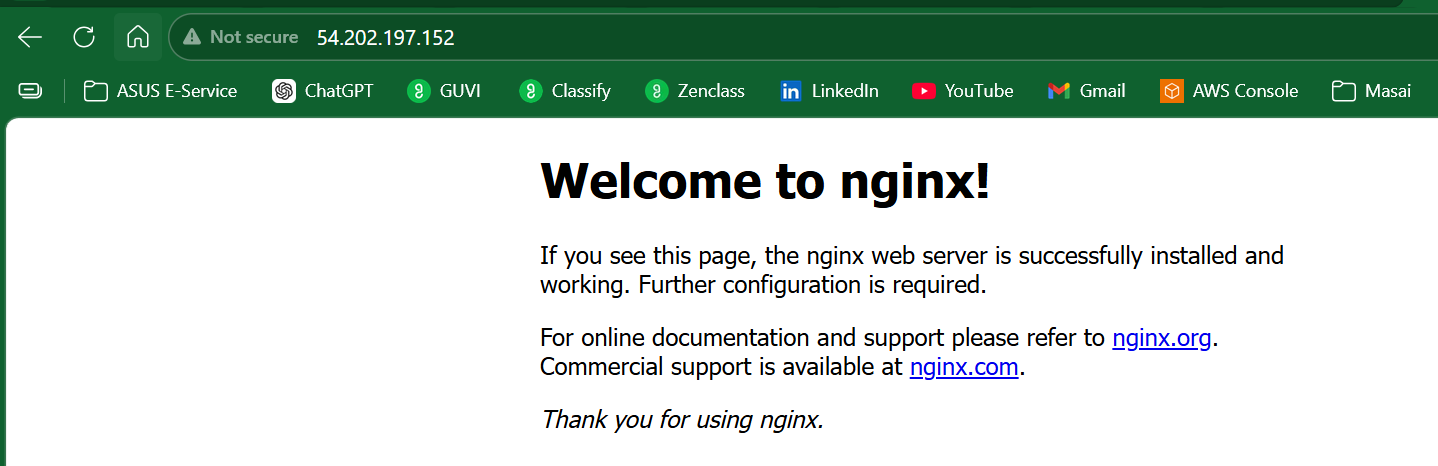 Not secure 54.202.197.152
ASUS E-Service ChatGPT GUVI Classify Zenclass LinkedIn YouTube Gmail AWS Console Masai
Welcome to nginx!
If you see this page, the nginx web server is successfully installed and
working. Further configuration is required.
For online documentation and support please refer to nginx.org.
Commercial support is available at nginx.com.
Thank you for using nginx.